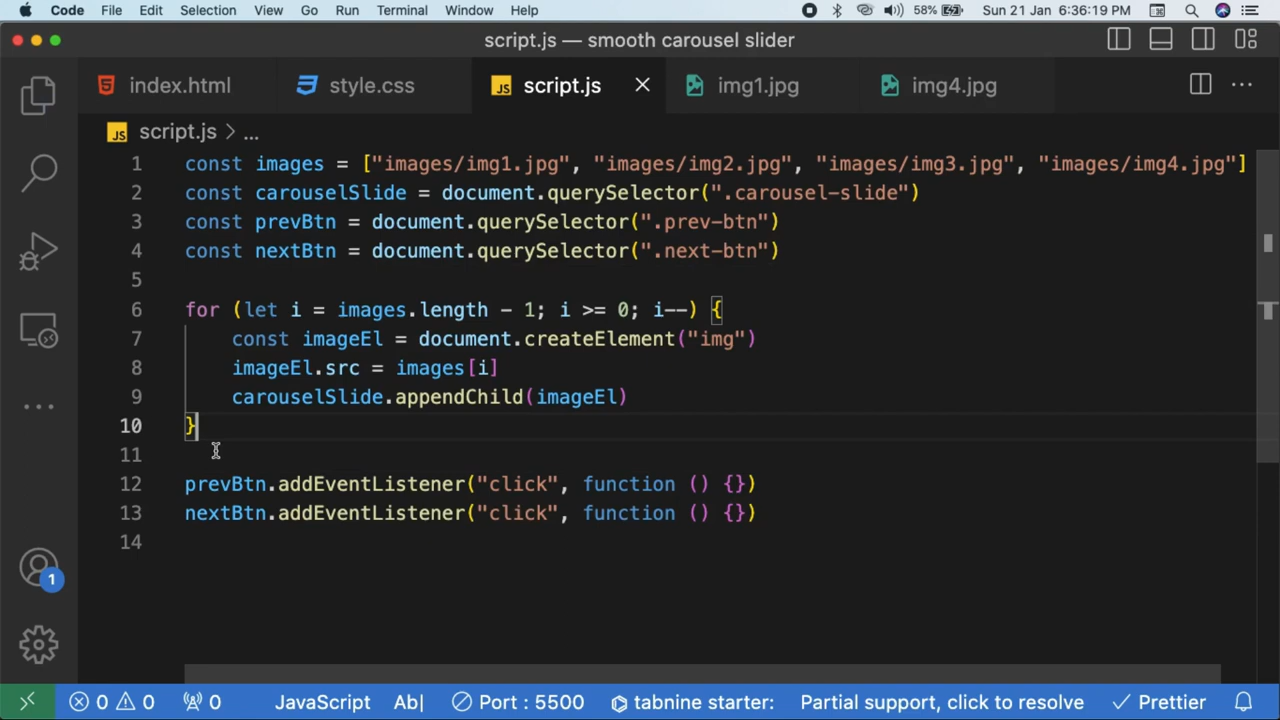 Code File Edit Selection View Go Run Terminal Window Help 58% Sun 21 Jan 6:36:19 PM
script.js — smooth carousel slider
index.html style.css JS script.js img1.jpg img4.jpg
JS script.js > ...
1 const images = ["images/img1.jpg", "images/img2.jpg", "images/img3.jpg", "images/img4.jpg"]
2 const carouselSlide = document.querySelector(".carousel-slide")
3 const prevBtn = document.querySelector(".prev-btn")
4 const nextBtn = document.querySelector(".next-btn")
5
6 for (let i = images.length - 1; i >= 0; i--) {
7 const imageEl = document.createElement("img")
8 imageEl.src = images[i]
9 carouselSlide.appendChild(imageEl)
10 }
11
12 prevBtn.addEventListener("click", function () {})
13 nextBtn.addEventListener("click", function () {})
14
1
0 0 0 JavaScript Ab| Port : 5500 tabnine starter: Partial support, click to resolve Prettier